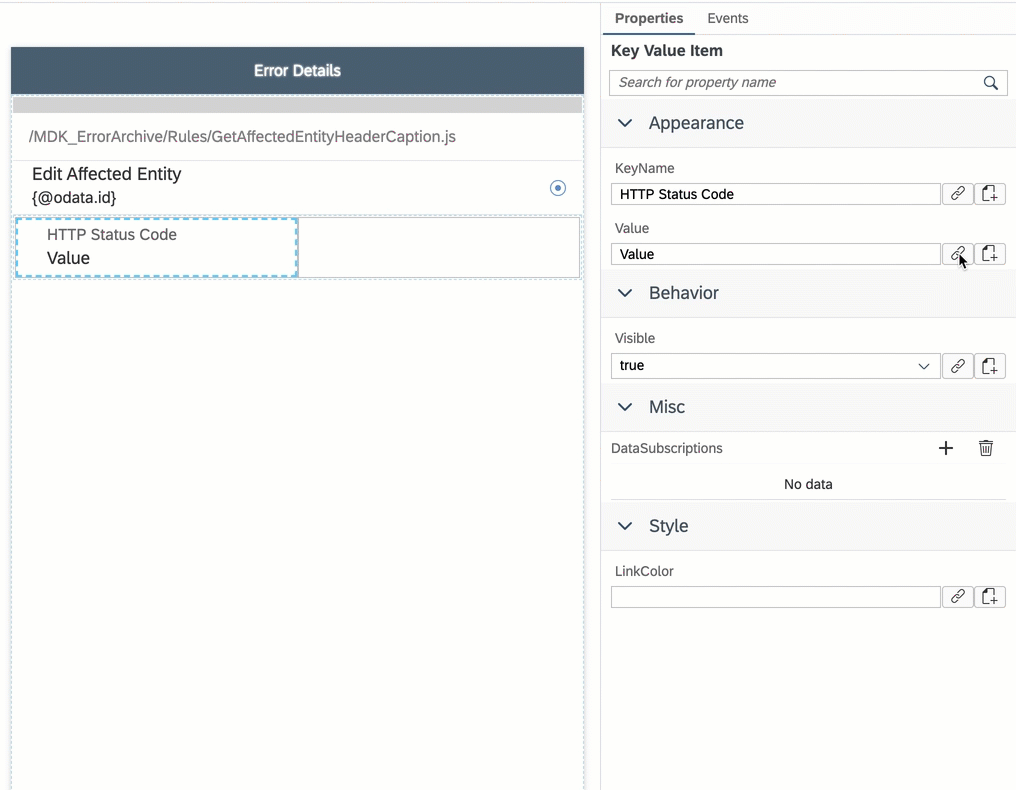 Error Details
/MDK_ErrorArchive/Rules/GetAffectedEntityHeaderCaption.js
Edit Affected Entity
{@odata.id}
HTTP Status Code
Value
Properties Events
Key Value Item
Search for property name
Appearance
KeyName
HTTP Status Code
Value
Value
Behavior
Visible
true
Misc
DataSubscriptions
No data
Style
LinkColor